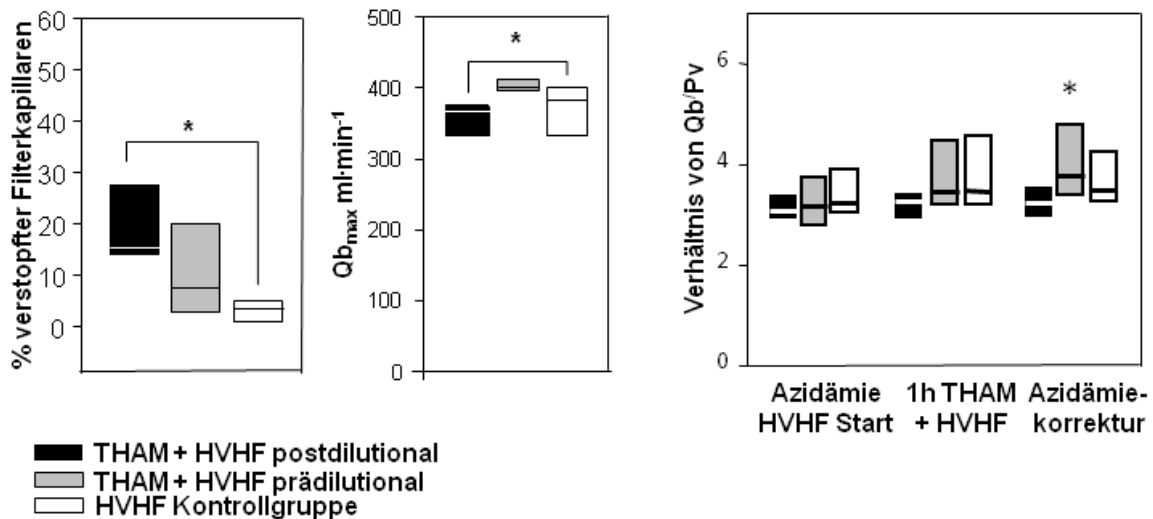 % verstopfter Filterkapillaren
60
50
40
30
20
10
0
*
Qb max ml·min-1
500
400
300
200
100
0
*
Verhältnis von Qb/Pv
6
4
2
0
*
Azidämie
HVHF Start
1h THAM
+ HVHF
Azidämie-
korrektur
THAM + HVHF postdilutional
THAM + HVHF prädilutional
HVHF Kontrollgruppe